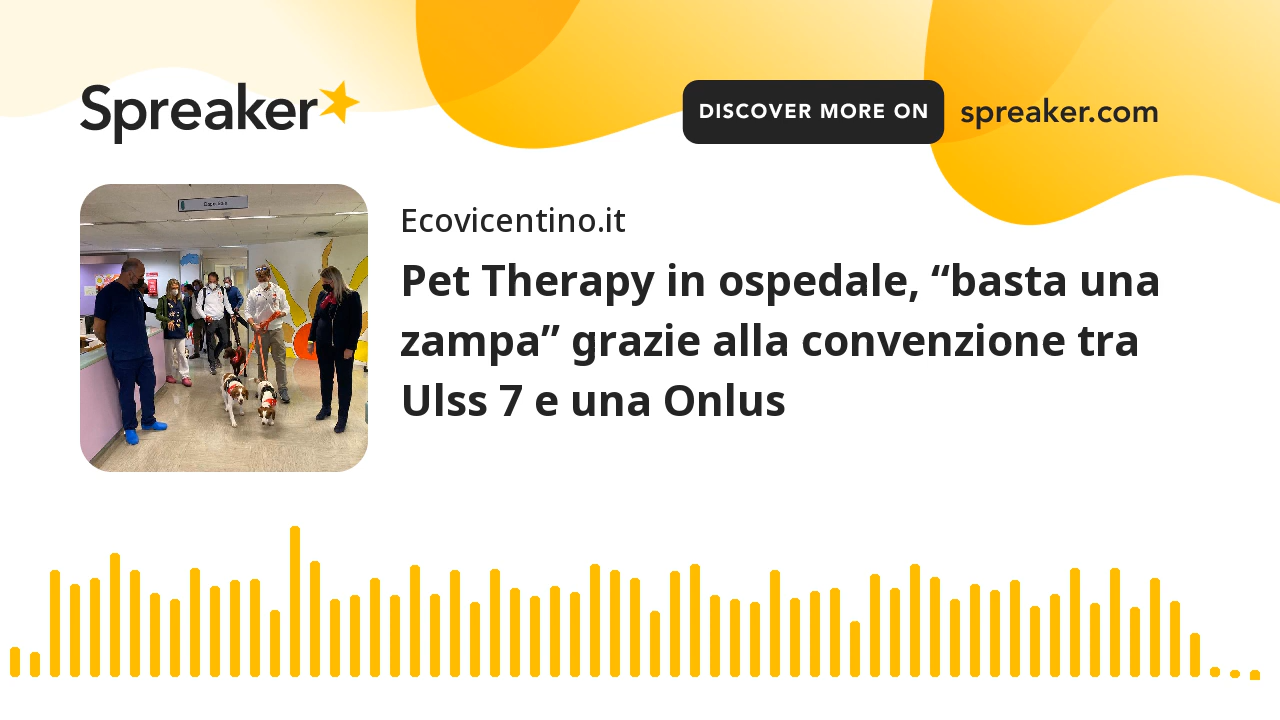 Spreaker
DISCOVER MORE ON
spreaker.com
Ecovicentino.it
Pet Therapy in ospedale, “basta una
zampa” grazie alla convenzione tra
Ulss 7 e una Onlus